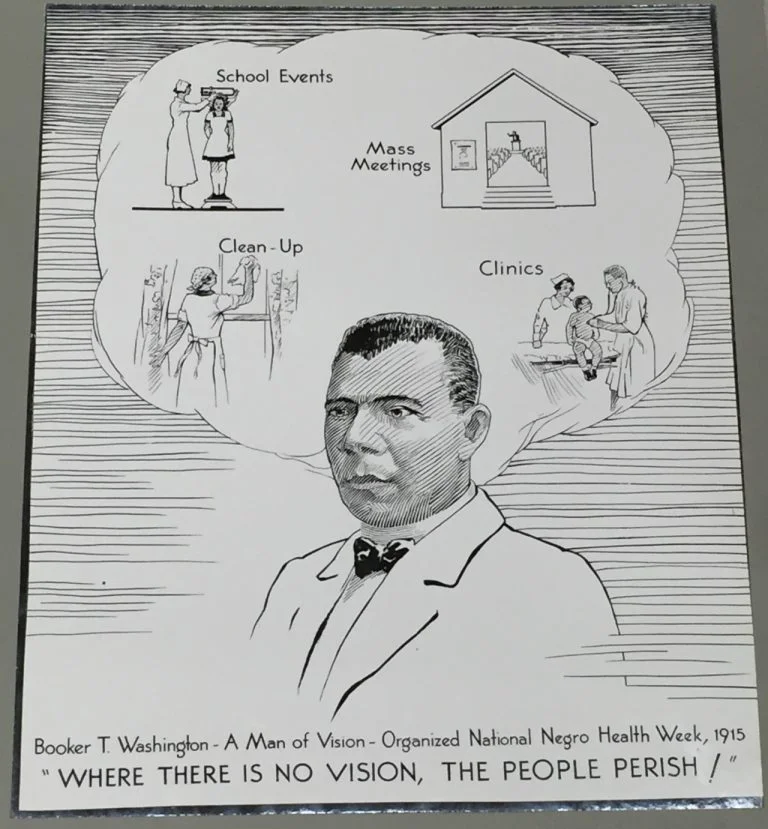 School Events
Mass
Meetings
Clean-Up
Clinics
Booker T. Washington - A Man of Vision - Organized National Negro Health Week, 1915
"WHERE THERE IS NO VISION, THE PEOPLE PERISH!"